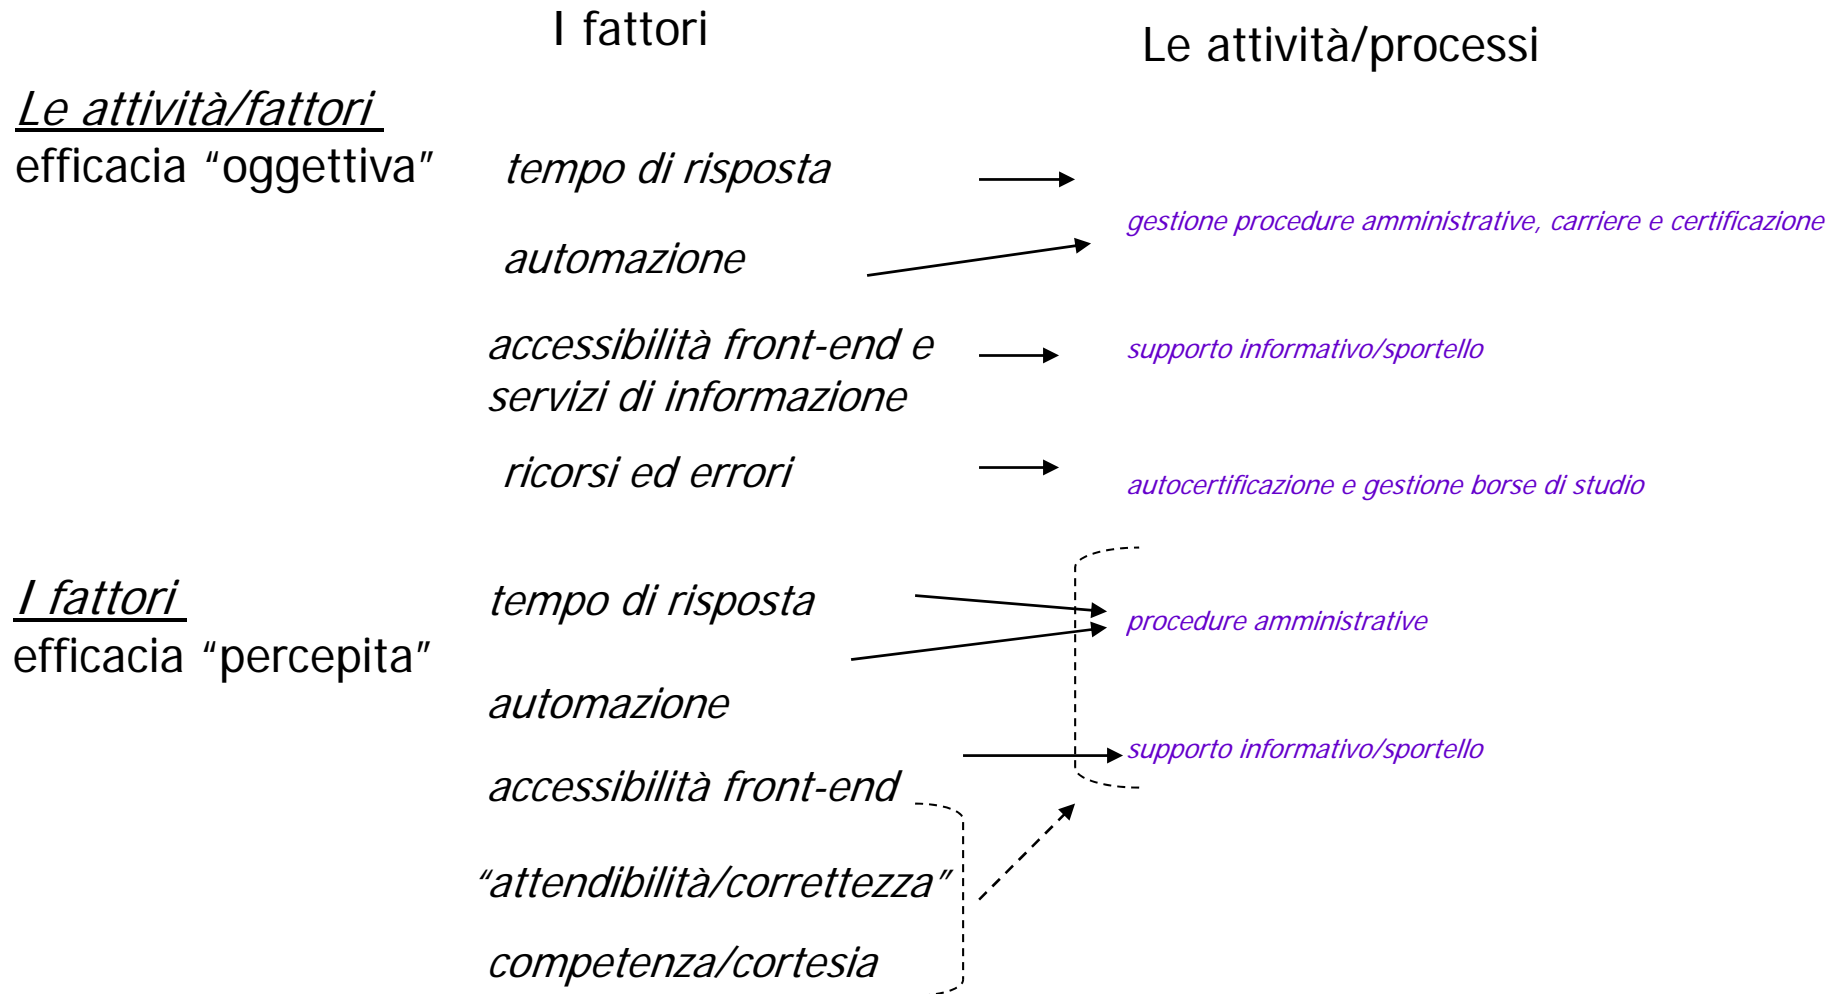 I fattori
Le attività/processi
Le attività/fattori
efficacia “oggettiva”
tempo di risposta
gestione procedure amministrative, carriere e certificazione
automazione
accessibilità front-end e
servizi di informazione
supporto informativo/sportello
ricorsi ed errori
autocertificazione e gestione borse di studio
I fattori
efficacia “percepita”
tempo di risposta
procedure amministrative
automazione
supporto informativo/sportello
accessibilità front-end
“attendibilità/correttezza”
competenza/cortesia